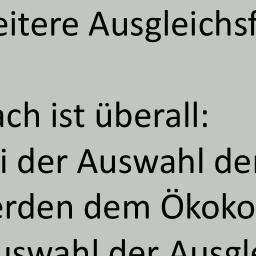 eitere Ausgleichsf
ach ist überall:
i der Auswahl der
erden dem Ökoko
uswahl der Ausgle